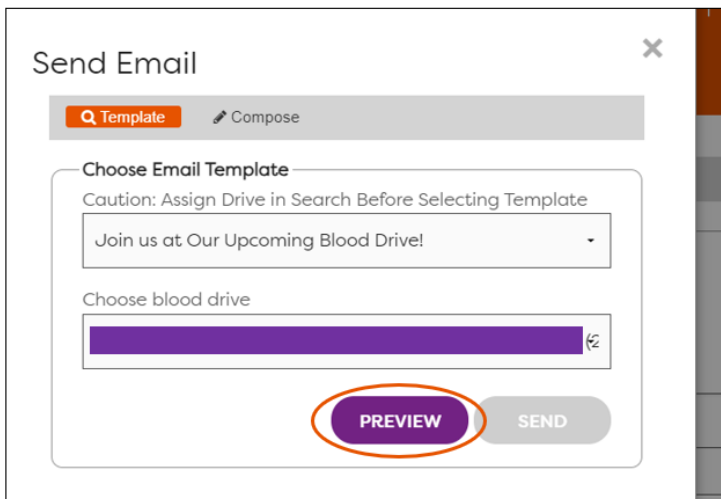 Send Email
Template Compose
Choose Email Template
Caution: Assign Drive in Search Before Selecting Template
Join us at Our Upcoming Blood Drive!
Choose blood drive
PREVIEW SEND